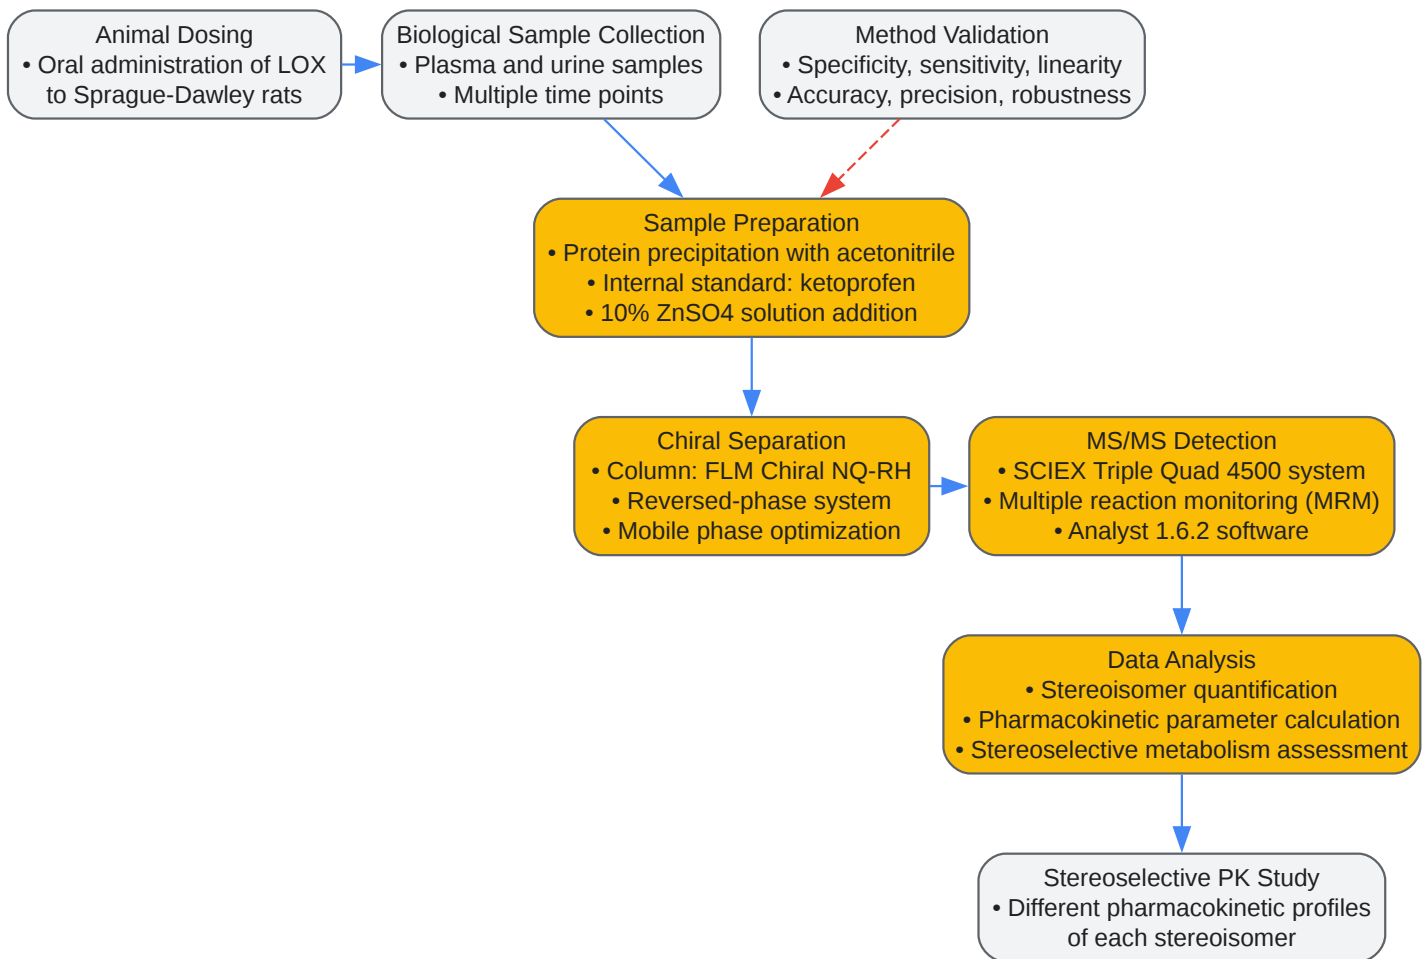 Animal Dosing
• Oral administration of LOX
to Sprague-Dawley rats
Biological Sample Collection
• Plasma and urine samples
• Multiple time points
Method Validation
• Specificity, sensitivity, linearity
• Accuracy, precision, robustness
Sample Preparation
• Protein precipitation with acetonitrile
• Internal standard: ketoprofen
• 10% ZnSO4 solution addition
Chiral Separation
• Column: FLM Chiral NQ-RH
• Reversed-phase system
• Mobile phase optimization
MS/MS Detection
• SCIEX Triple Quad 4500 system
• Multiple reaction monitoring (MRM)
• Analyst 1.6.2 software
Data Analysis
• Stereoisomer quantification
• Pharmacokinetic parameter calculation
• Stereoselective metabolism assessment
Stereoselective PK Study
• Different pharmacokinetic profiles
of each stereoisomer